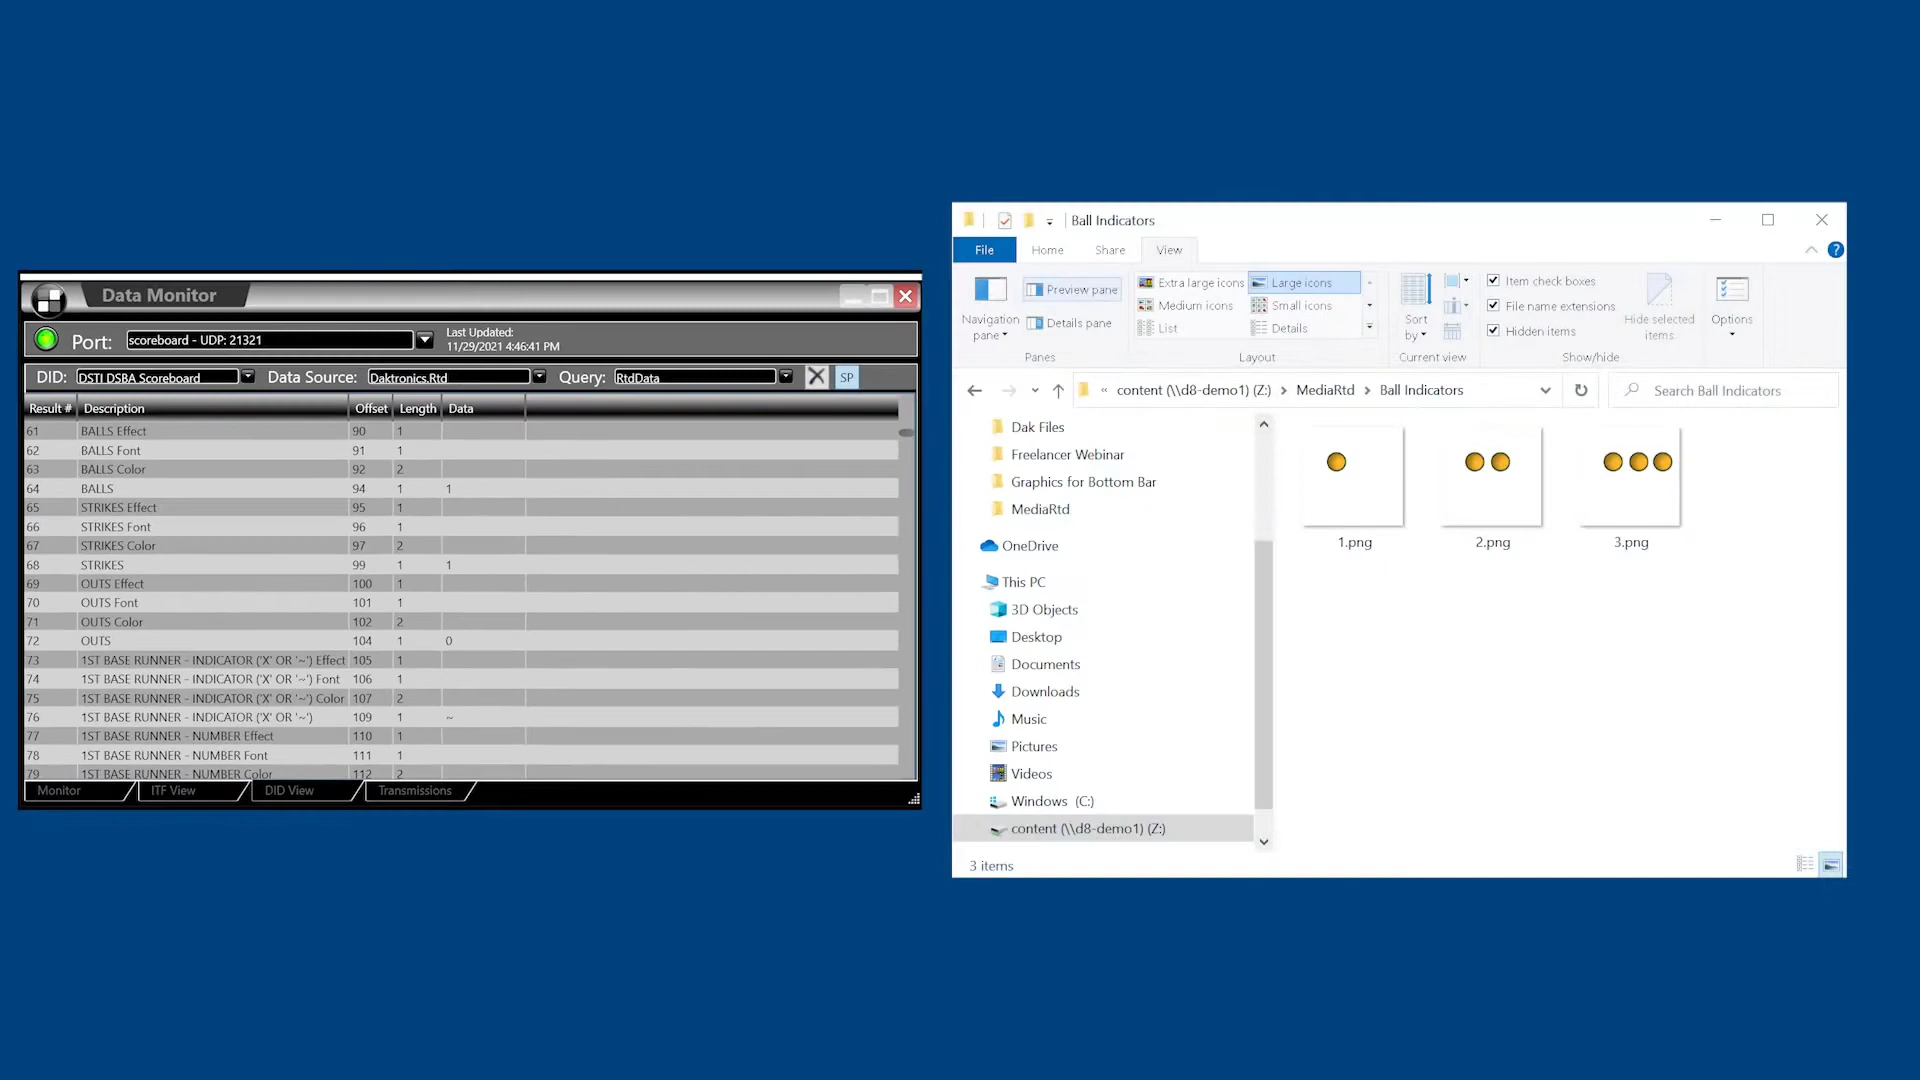 Data Monitor
Port: scoreboard - UDP: 21321
Last Updated:
11/29/2021 4:46:41 PM
DID: DSTI DSBA Scoreboard Data Source: Daktronics.Rtd Query: RtdData SP
Result # Description Offset Length Data
61 BALLS Effect 90 1
62 BALLS Font 91 1
63 BALLS Color 92 2
64 BALLS 94 1 1
65 STRIKES Effect 95 1
66 STRIKES Font 96 1
67 STRIKES Color 97 2
68 STRIKES 99 1 1
69 OUTS Effect 100 1
70 OUTS Font 101 1
71 OUTS Color 102 2
72 OUTS 104 1 0
73 1ST BASE RUNNER - INDICATOR ('X' OR '~') Effect 105 1
74 1ST BASE RUNNER - INDICATOR ('X' OR '~') Font 106 1
75 1ST BASE RUNNER - INDICATOR ('X' OR '~') Color 107 2
76 1ST BASE RUNNER - INDICATOR ('X' OR '~') 109 1 ~
77 1ST BASE RUNNER - NUMBER Effect 110 1
78 1ST BASE RUNNER - NUMBER Font 111 1
79 1ST BASE RUNNER - NUMBER Color 112 2
Monitor ITF View DID View Transmissions
Ball Indicators
File Home Share View
Navigation pane
Preview pane
Details pane
Panes
Extra large icons Large icons
Medium icons Small icons
List Details
Layout
Sort by
Current view
Item check boxes
File name extensions
Hidden items
Hide selected items
Show/hide
Options
« content (\\d8-demo1) (Z:) > MediaRtd > Ball Indicators
Search Ball Indicators
Dak Files
Freelancer Webinar
Graphics for Bottom Bar
MediaRtd
OneDrive
This PC
3D Objects
Desktop
Documents
Downloads
Music
Pictures
Videos
Windows (C:)
content (\\d8-demo1) (Z:)
1.png 2.png 3.png
3 items